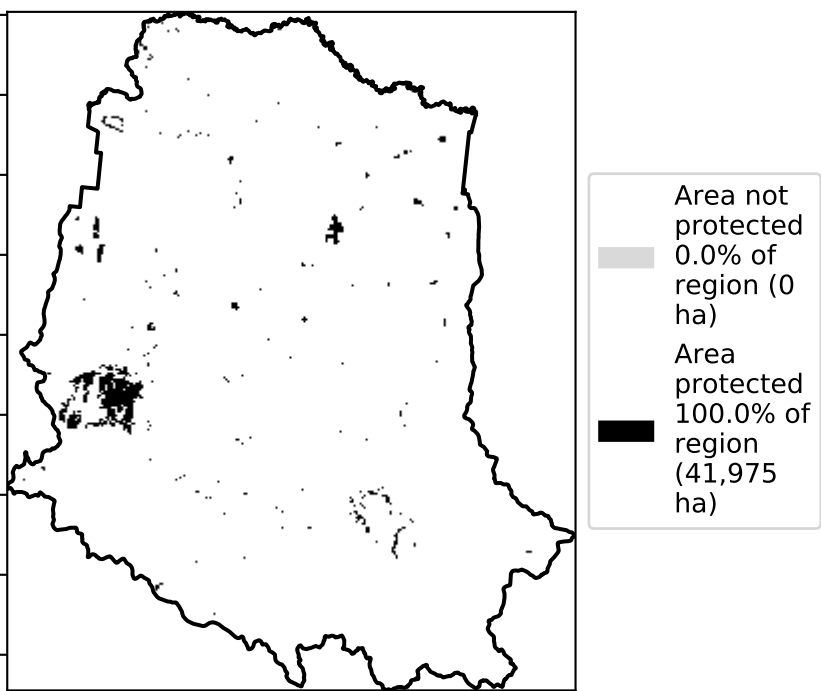 Area not
protected
0.0% of
region (0
ha)
Area
protected
100.0% of
region
(41,975
ha)